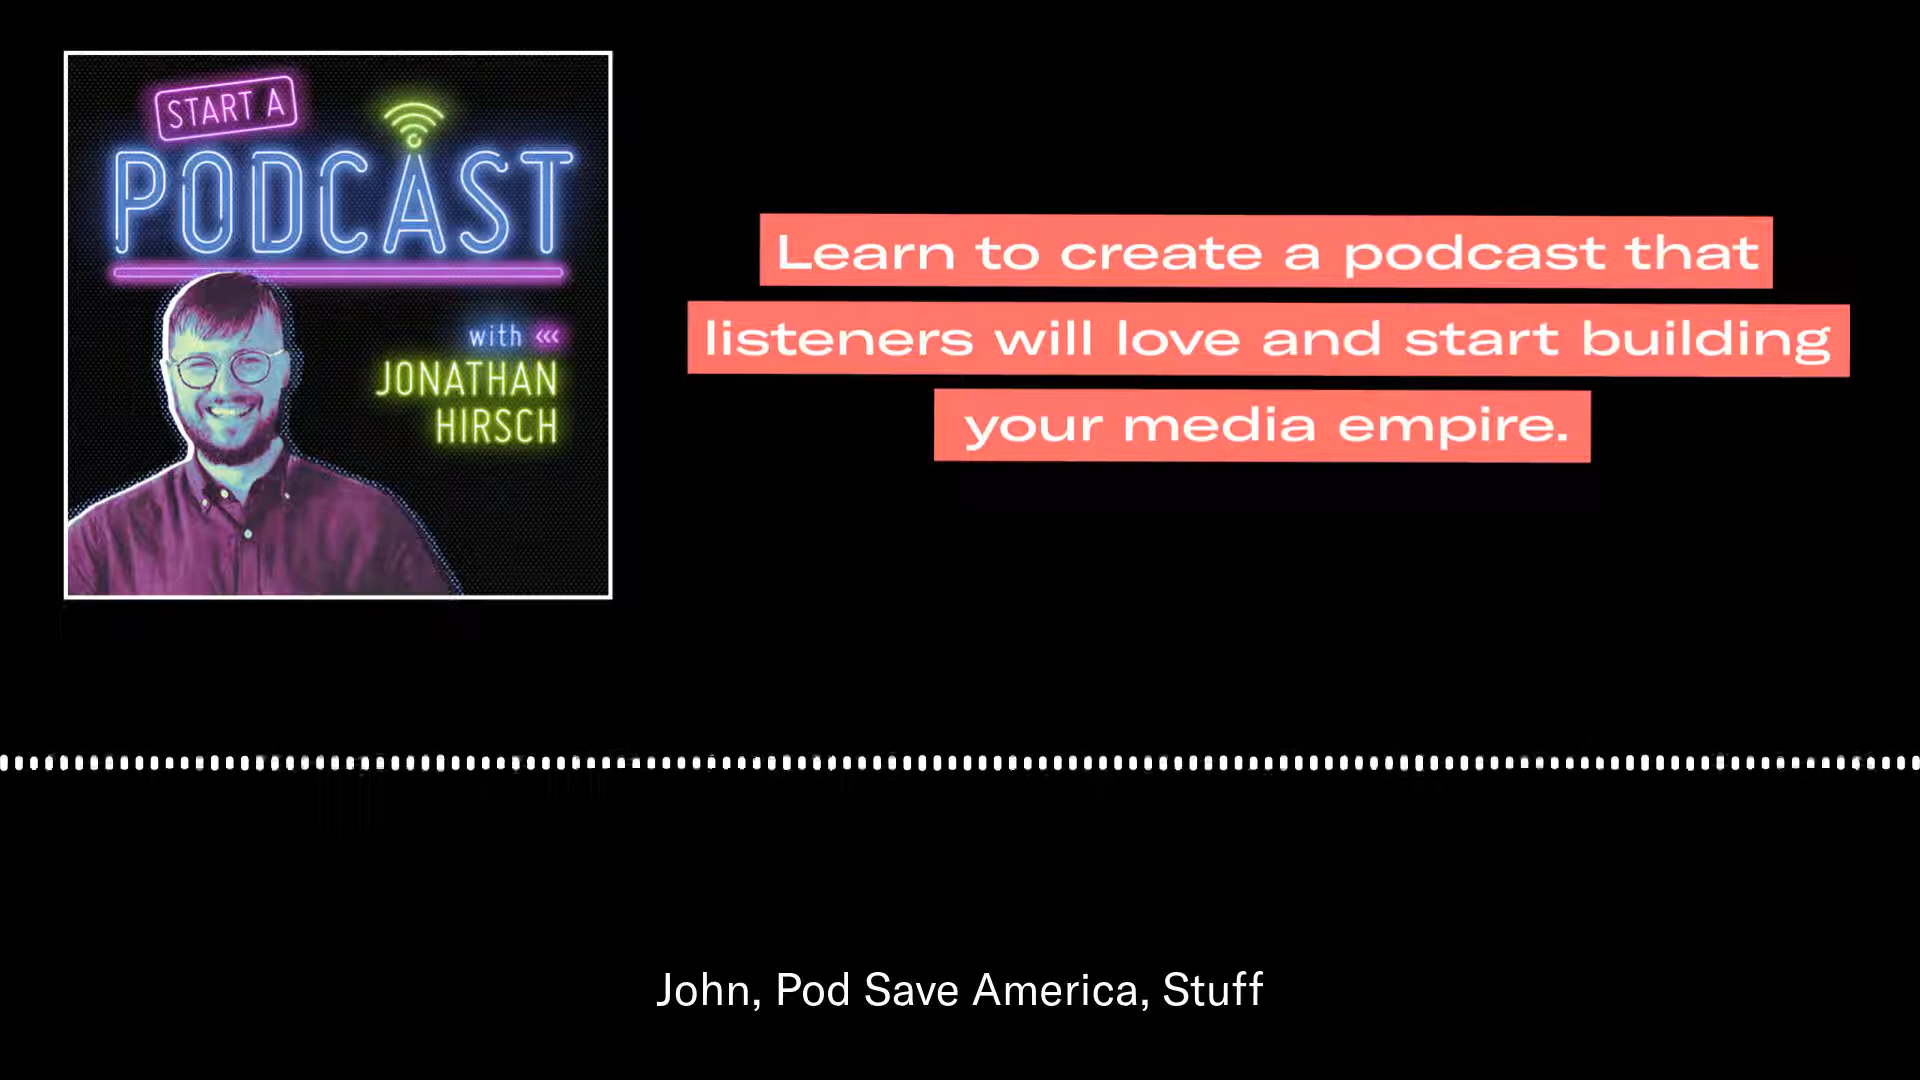 START A
PODCAST
with
JONATHAN
HIRSCH
Learn to create a podcast that
listeners will love and start building
your media empire.
John, Pod Save America, Stuff